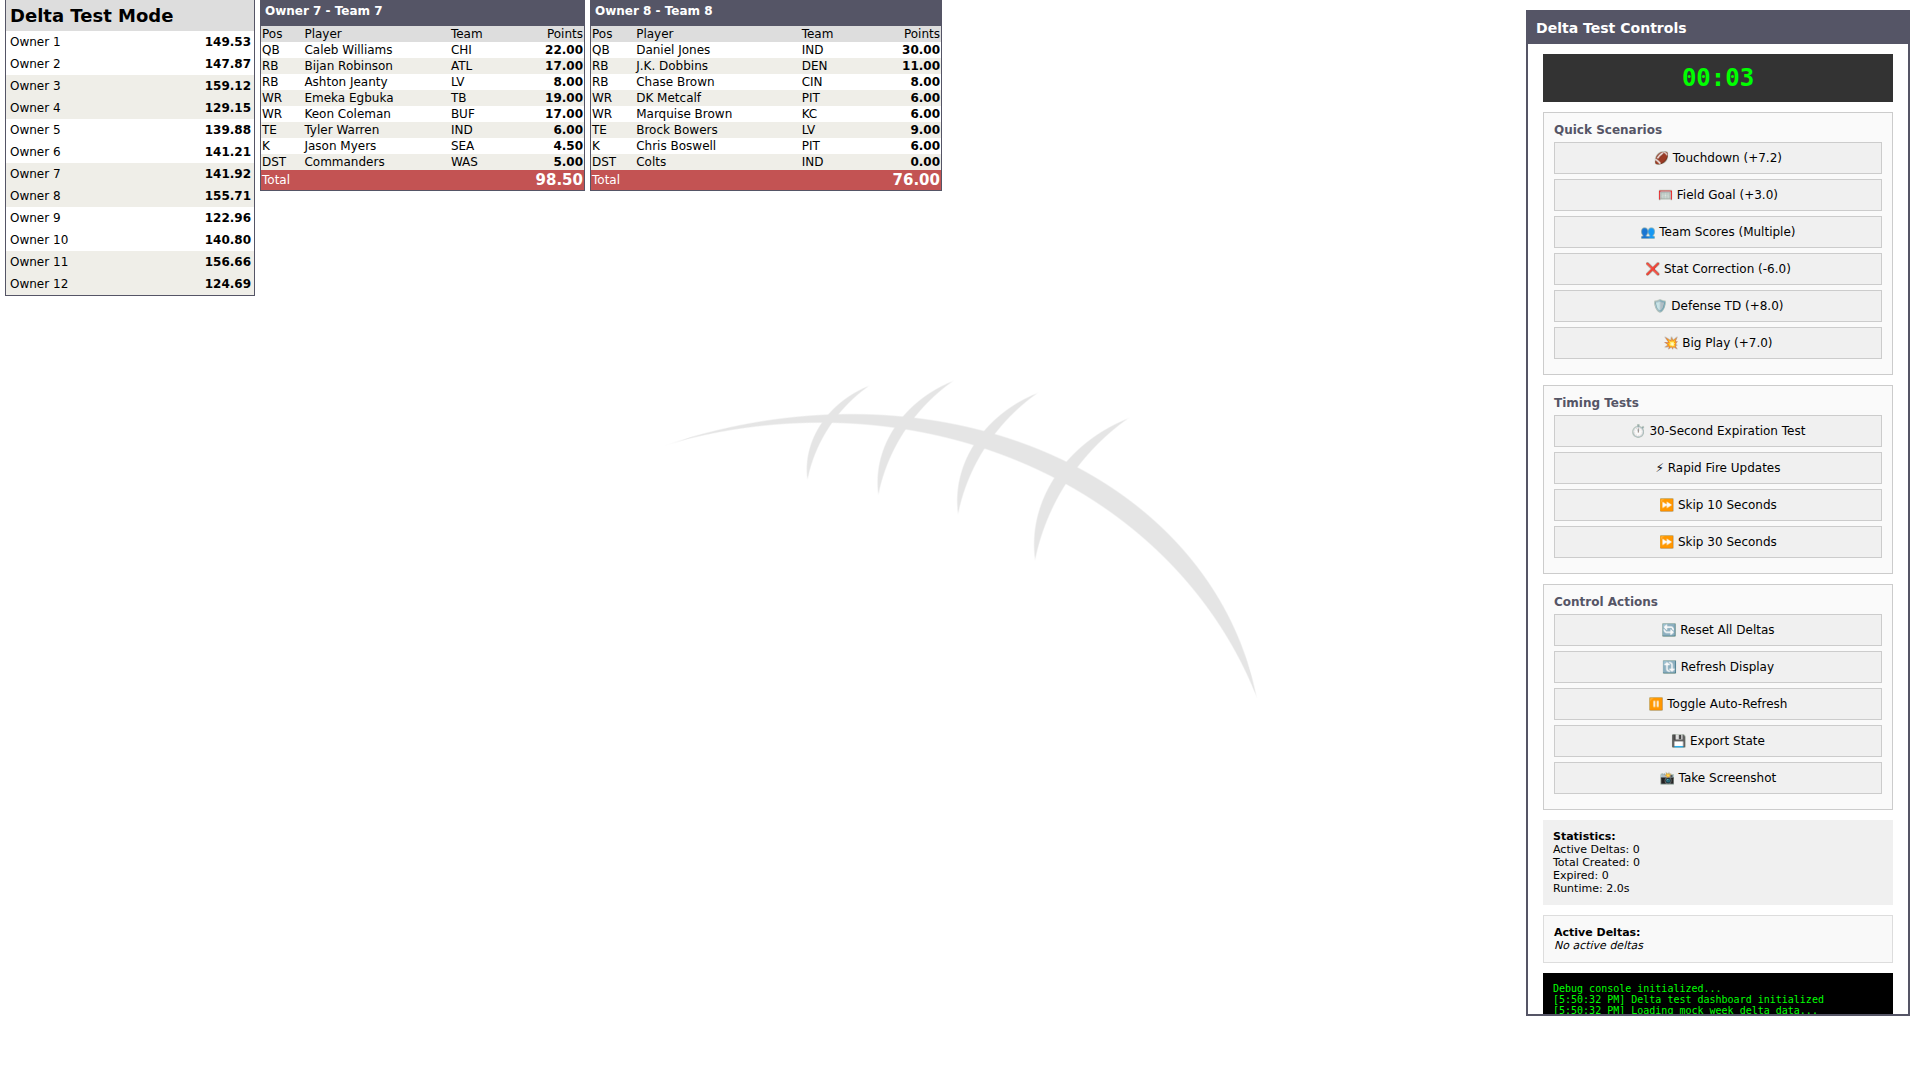 Delta Test Mode
Owner 1 149.53
Owner 2 147.87
Owner 3 159.12
Owner 4 129.15
Owner 5 139.88
Owner 6 141.21
Owner 7 141.92
Owner 8 155.71
Owner 9 122.96
Owner 10 140.80
Owner 11 156.66
Owner 12 124.69
Owner 7 - Team 7
Pos Player Team Points
QB Caleb Williams CHI 22.00
RB Bijan Robinson ATL 17.00
RB Ashton Jeanty LV 8.00
WR Emeka Egbuka TB 19.00
WR Keon Coleman BUF 17.00
TE Tyler Warren IND 6.00
K Jason Myers SEA 4.50
DST Commanders WAS 5.00
Total 98.50
Owner 8 - Team 8
Pos Player Team Points
QB Daniel Jones IND 30.00
RB J.K. Dobbins DEN 11.00
RB Chase Brown CIN 8.00
WR DK Metcalf PIT 6.00
WR Marquise Brown KC 6.00
TE Brock Bowers LV 9.00
K Chris Boswell PIT 6.00
DST Colts IND 0.00
Total 76.00
Delta Test Controls
00:03
Quick Scenarios
🏈 Touchdown (+7.2)
🥅 Field Goal (+3.0)
👥 Team Scores (Multiple)
❌ Stat Correction (-6.0)
🛡️ Defense TD (+8.0)
💥 Big Play (+7.0)
Timing Tests
⏱️ 30-Second Expiration Test
⚡ Rapid Fire Updates
⏩ Skip 10 Seconds
⏩ Skip 30 Seconds
Control Actions
🔄 Reset All Deltas
🔃 Refresh Display
⏸️ Toggle Auto-Refresh
💾 Export State
📸 Take Screenshot
Statistics:
Active Deltas: 0
Total Created: 0
Expired: 0
Runtime: 2.0s
Active Deltas:
No active deltas
Debug console initialized...
[5:50:32 PM] Delta test dashboard initialized
[5:50:32 PM] Loading mock week delta data...